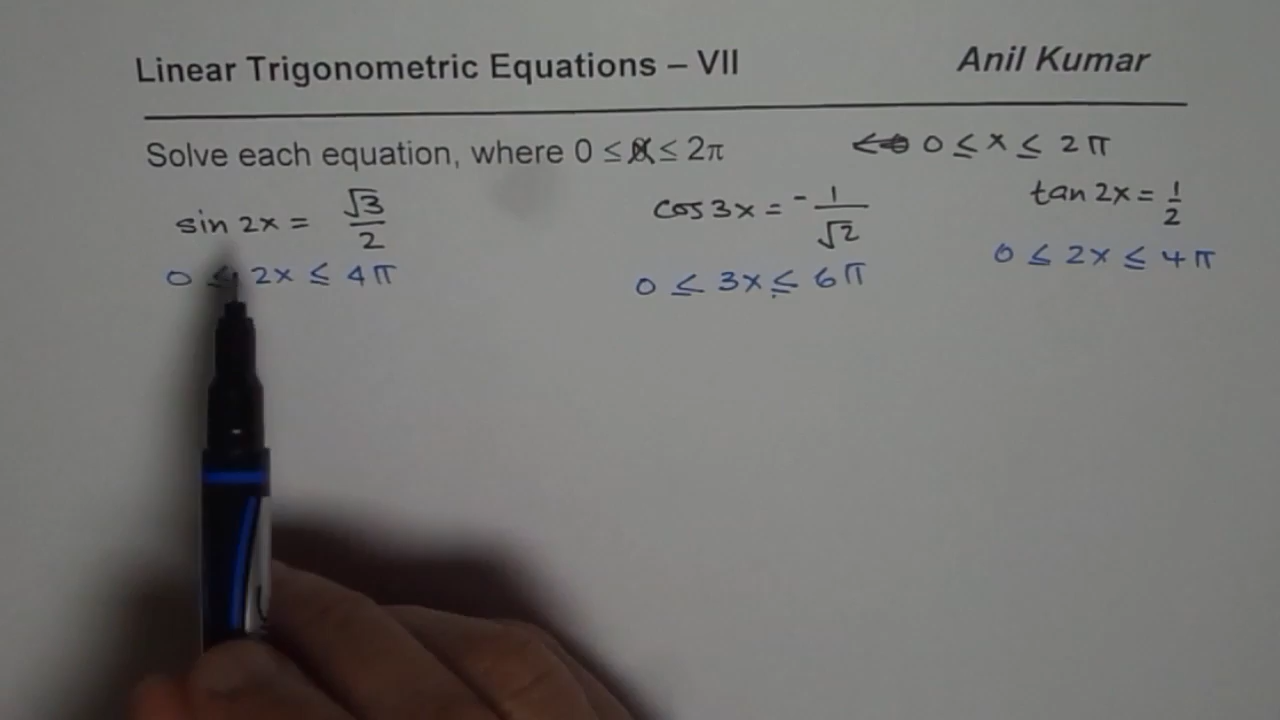 Linear Trigonometric Equations – VII Anil Kumar
Solve each equation, where 0 ≤ x ≤ 2π 0 ≤ x ≤ 2π
sin 2x = √3/2 cos 3x = -1/√2 tan 2x = 1/2
0 ≤ 2x ≤ 4π 0 ≤ 3x ≤ 6π 0 ≤ 2x ≤ 4π